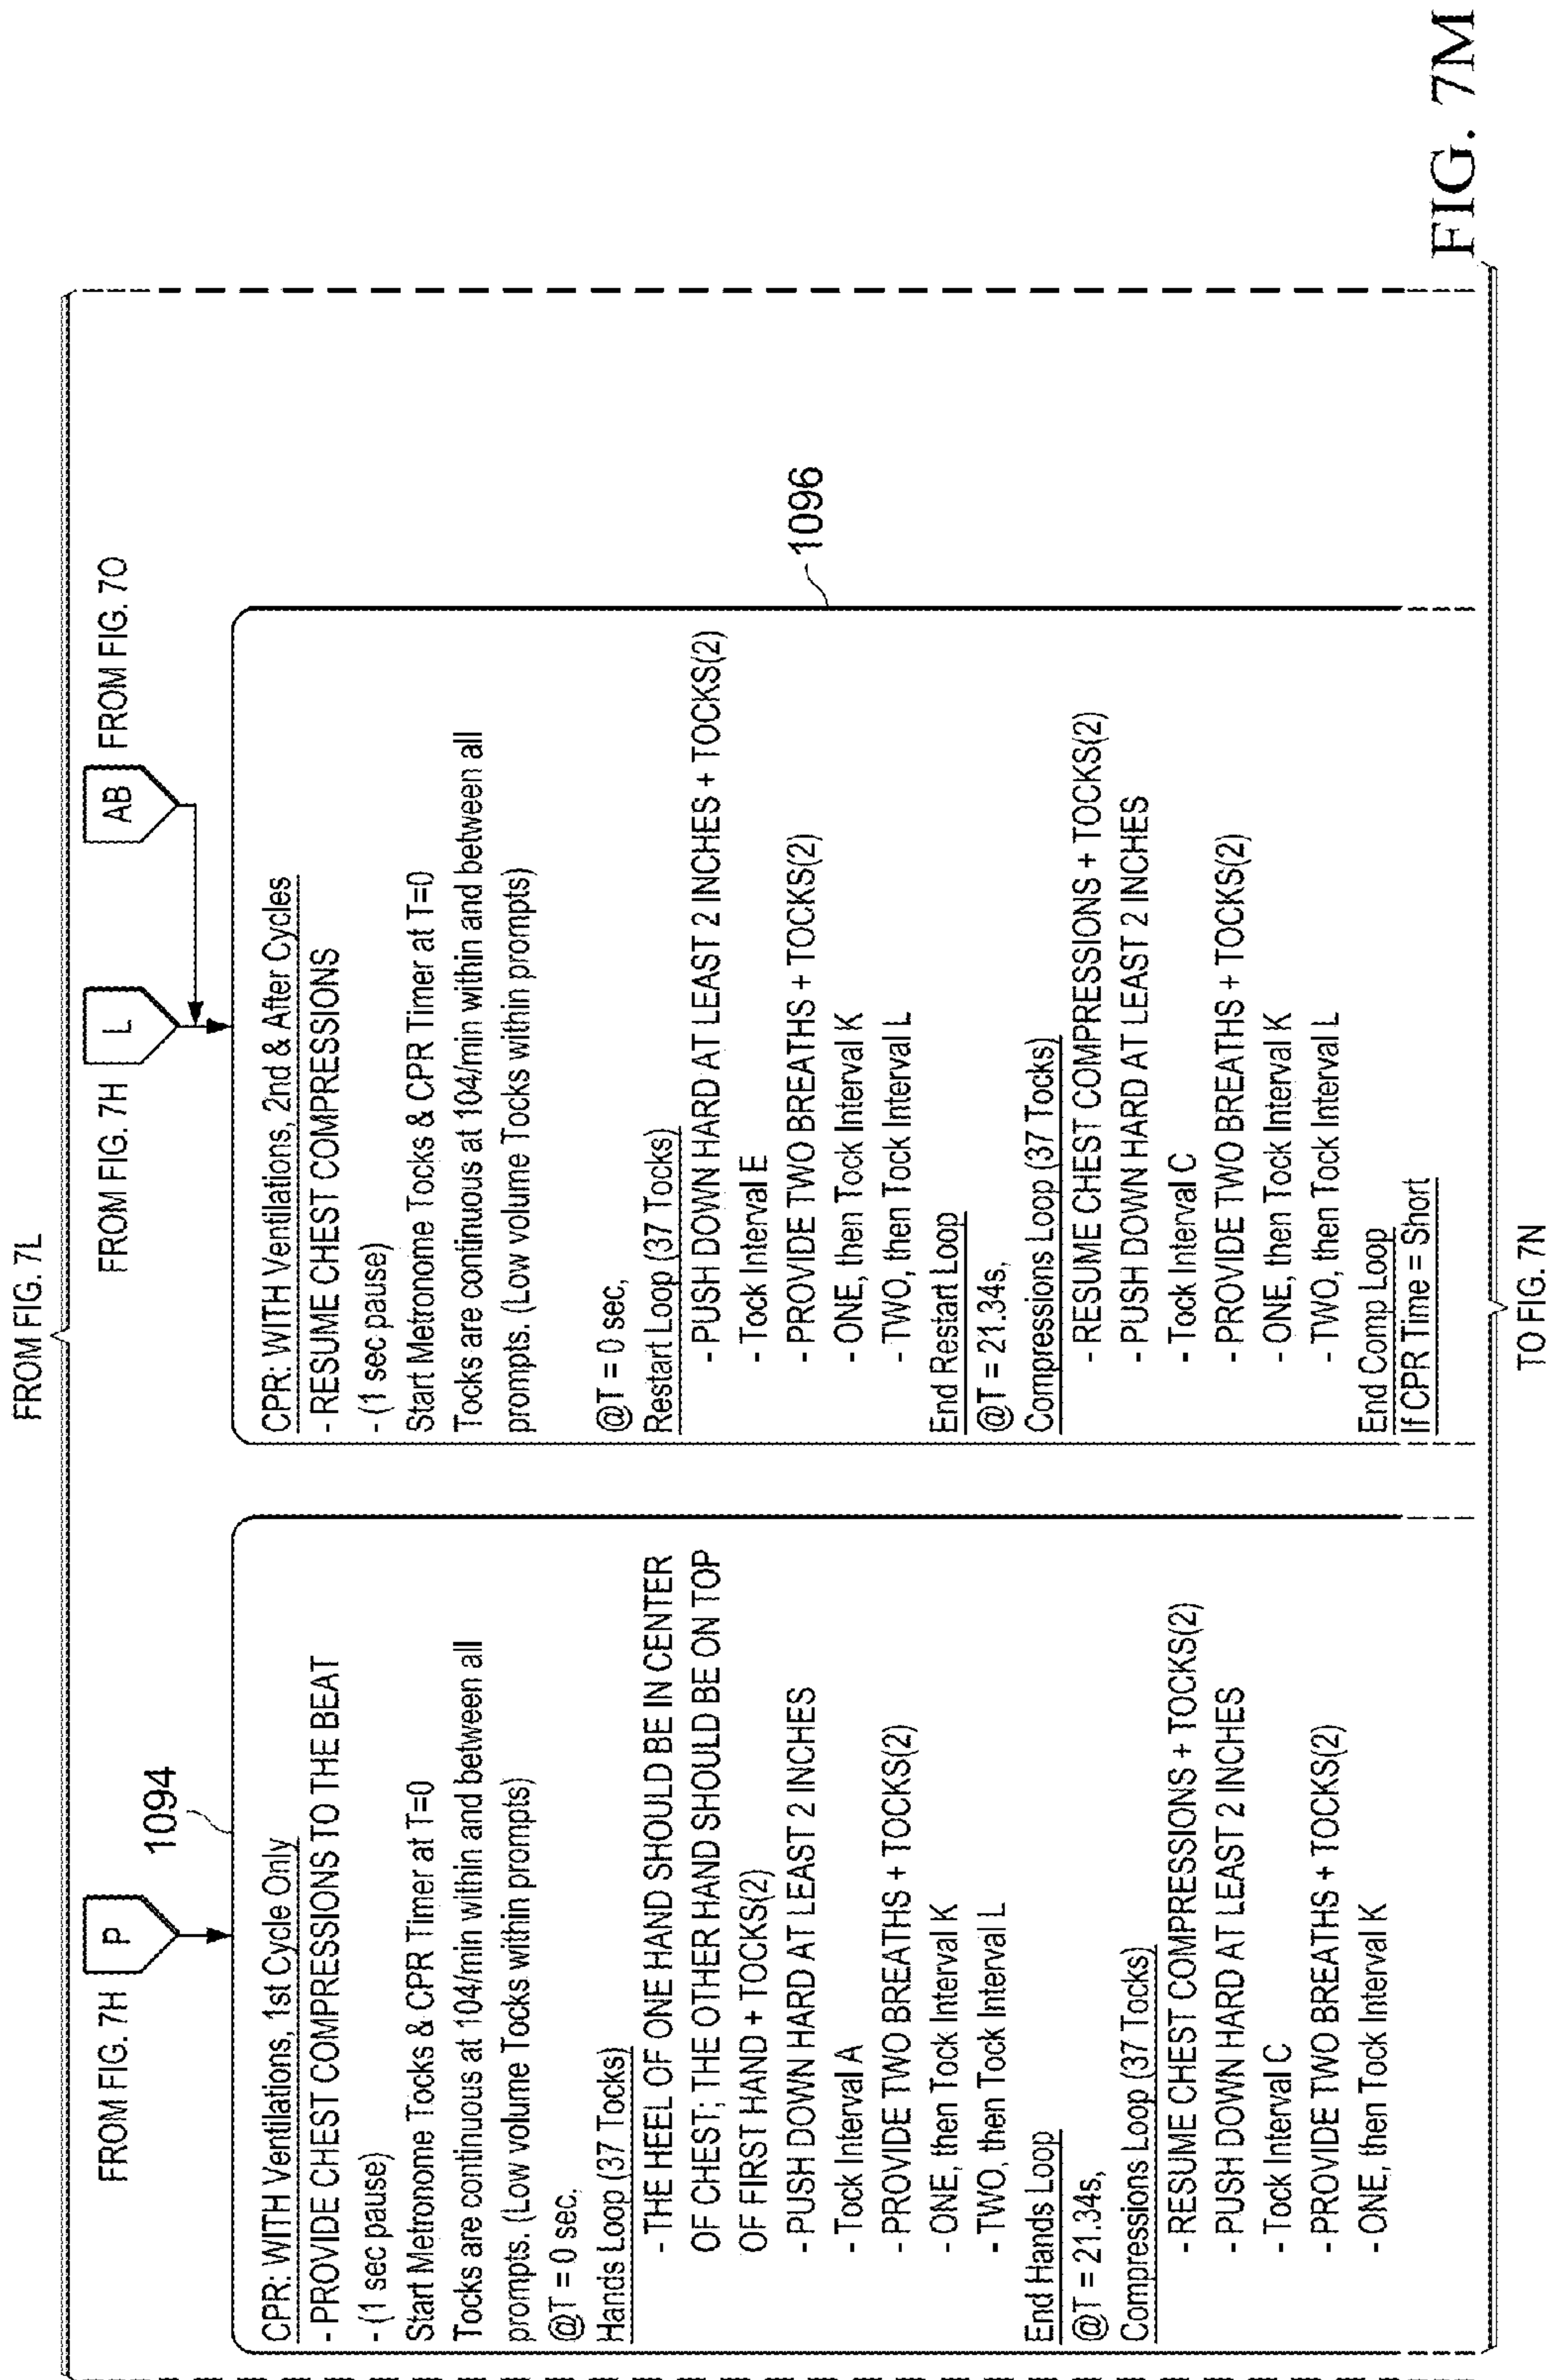 FROM FIG. 7L
FROM FIG. 7H
P
1094
CPR: WITH Ventilations, 1st Cycle Only
- PROVIDE CHEST COMPRESSIONS TO THE BEAT
- (1 sec pause)
Start Metronome Tocks & CPR Timer at T=0
Tocks are continuous at 104/min within and between all
prompts. (Low volume Tocks within prompts)
@T = 0 sec,
Hands Loop (37 Tocks)
- THE HEEL OF ONE HAND SHOULD BE IN CENTER
OF CHEST; THE OTHER HAND SHOULD BE ON TOP
OF FIRST HAND + TOCKS(2)
- PUSH DOWN HARD AT LEAST 2 INCHES
- Tock Interval A
- PROVIDE TWO BREATHS + TOCKS(2)
- ONE, then Tock Interval K
- TWO, then Tock Interval L
End Hands Loop
@T = 21.34s,
Compressions Loop (37 Tocks)
- RESUME CHEST COMPRESSIONS + TOCKS(2)
- PUSH DOWN HARD AT LEAST 2 INCHES
- Tock Interval C
- PROVIDE TWO BREATHS + TOCKS(2)
- ONE, then Tock Interval K
FROM FIG. 7H
L
AB
FROM FIG. 7O
CPR: WITH Ventilations, 2nd & After Cycles
- RESUME CHEST COMPRESSIONS
- (1 sec pause)
Start Metronome Tocks & CPR Timer at T=0
Tocks are continuous at 104/min within and between all
prompts. (Low volume Tocks within prompts)
@T = 0 sec,
Restart Loop (37 Tocks)
- PUSH DOWN HARD AT LEAST 2 INCHES + TOCKS(2)
- Tock Interval E
- PROVIDE TWO BREATHS + TOCKS(2)
- ONE, then Tock Interval K
- TWO, then Tock Interval L
End Restart Loop
@T = 21.34s,
Compressions Loop (37 Tocks)
- RESUME CHEST COMPRESSIONS + TOCKS(2)
- PUSH DOWN HARD AT LEAST 2 INCHES
- Tock Interval C
- PROVIDE TWO BREATHS + TOCKS(2)
- ONE, then Tock Interval K
- TWO, then Tock Interval L
End Comp Loop
If CPR Time = Short
1096
TO FIG. 7N
FIG. 7M